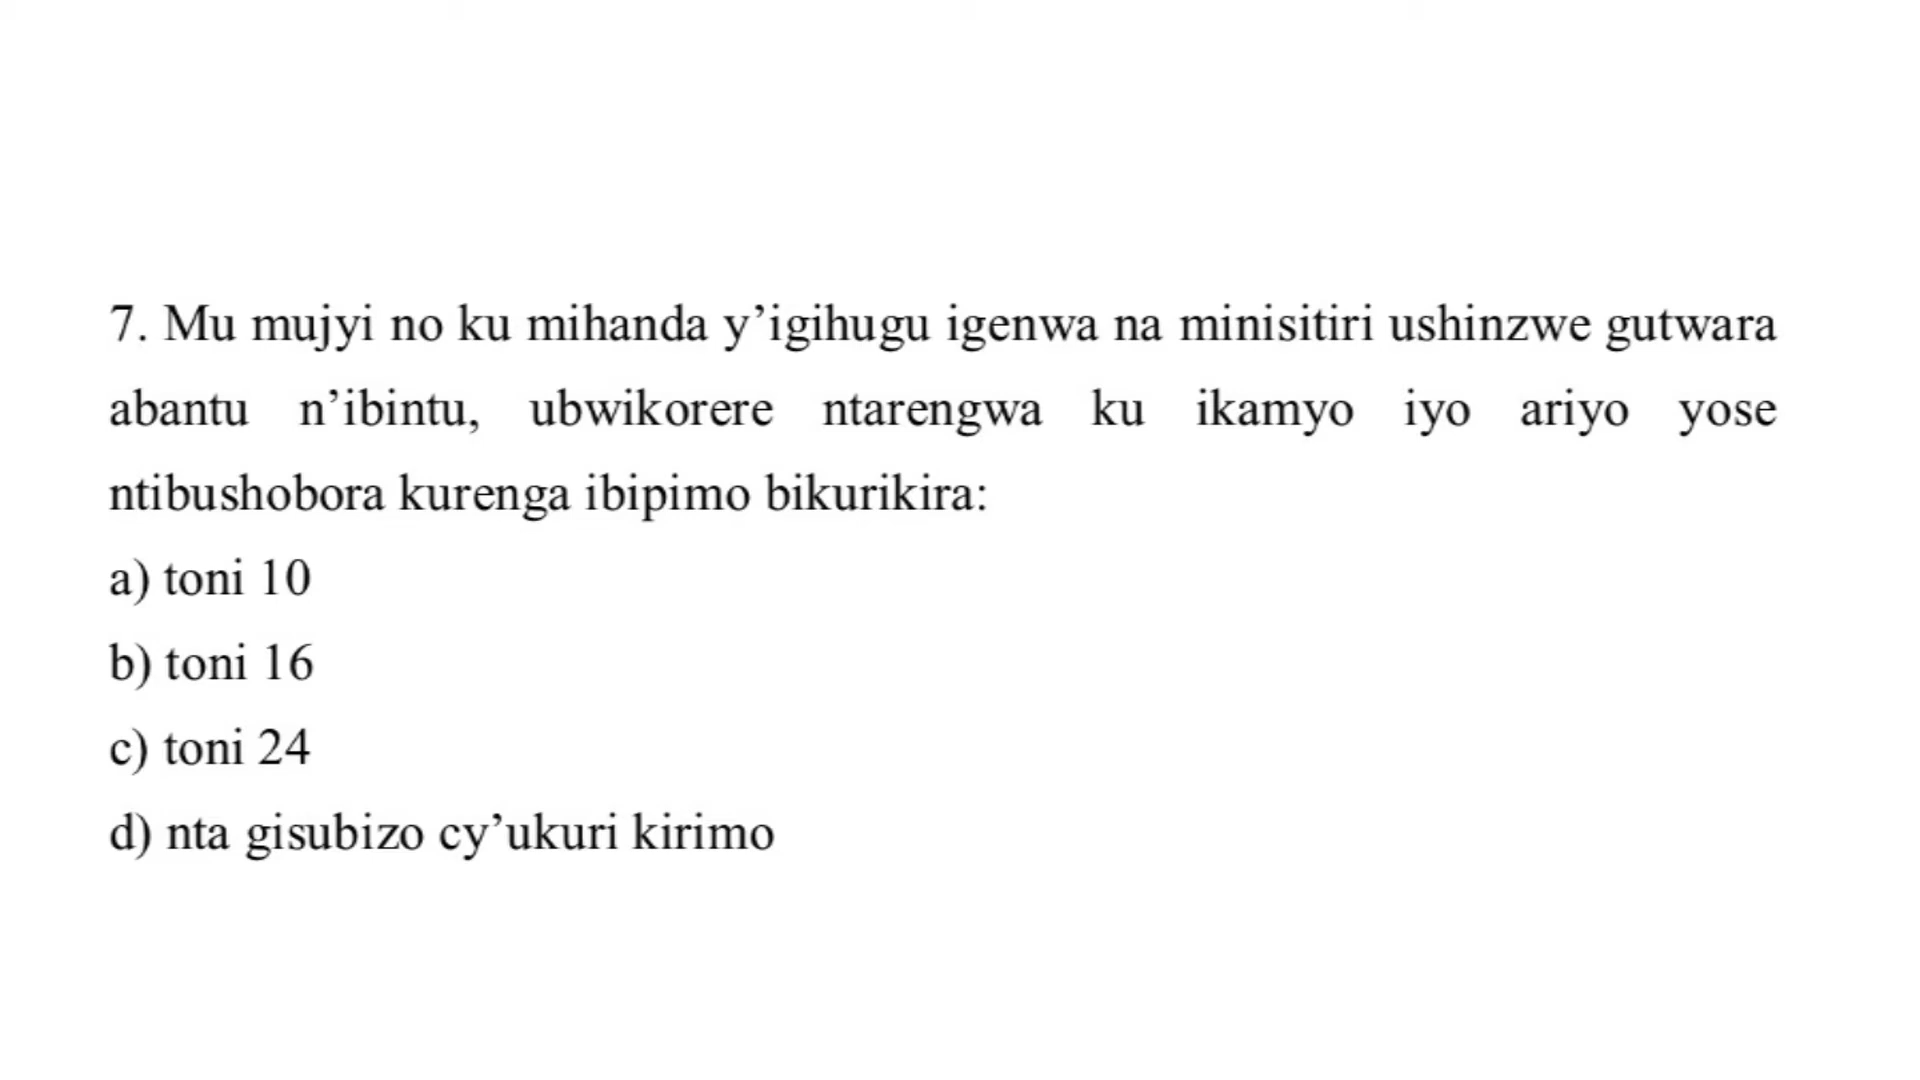 7. Mu mujyi no ku mihanda y’igihugu igenwa na minisitiri ushinzwe gutwara
abantu n’ibintu, ubwikorere ntarengwa ku ikamyo iyo ariyo yose
ntibushobora kurenga ibipimo bikurikira:
a) toni 10
b) toni 16
c) toni 24
d) nta gisubizo cy’ukuri kirimo